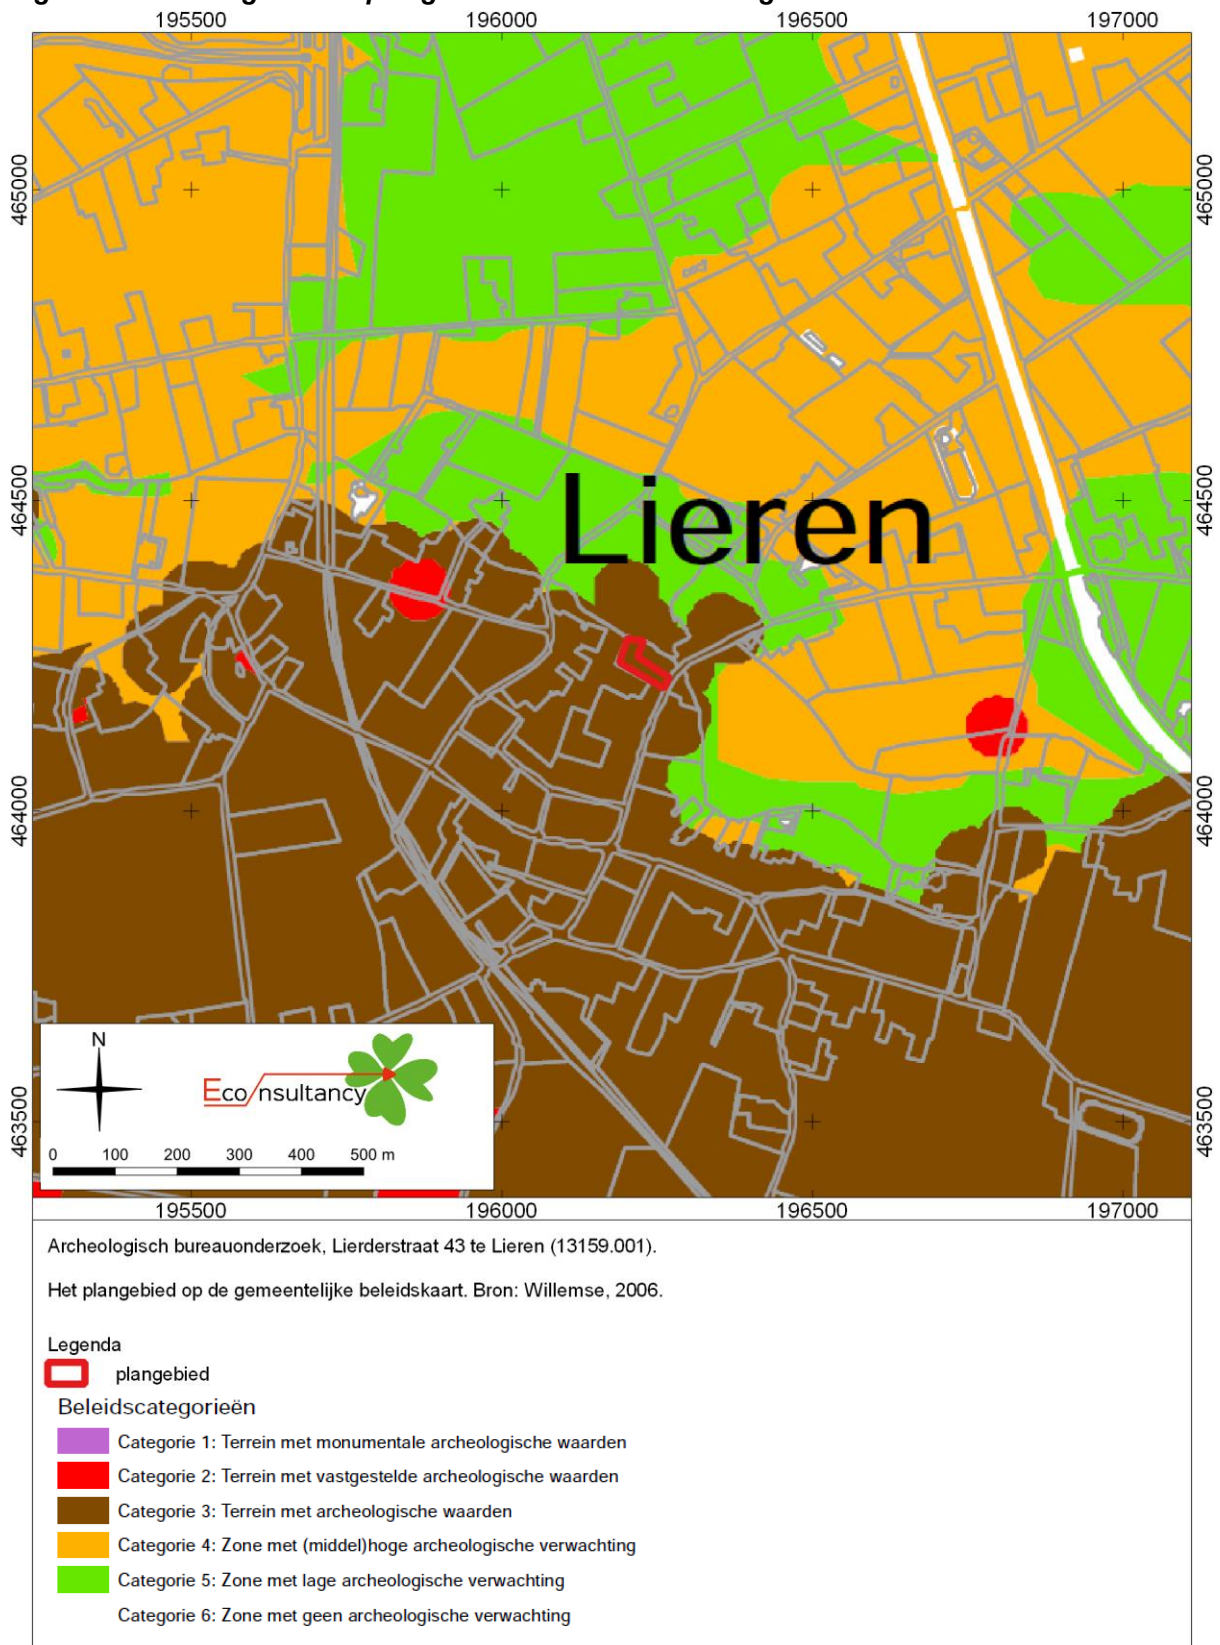 195500 196000 196500 197000
465000 465000
Lieren
464500 464500
464000 464000
463500 463500
N
Econsultancy
0 100 200 300 400 500 m
195500 196000 196500 197000
Archeologisch bureauonderzoek, Lierderstraat 43 te Lieren (13159.001).
Het plangebied op de gemeentelijke beleidskaart. Bron: Willemse, 2006.
Legenda
plangebied
Beleidscategorieën
Categorie 1: Terrein met monumentale archeologische waarden
Categorie 2: Terrein met vastgestelde archeologische waarden
Categorie 3: Terrein met archeologische waarden
Categorie 4: Zone met (middel)hoge archeologische verwachting
Categorie 5: Zone met lage archeologische verwachting
Categorie 6: Zone met geen archeologische verwachting